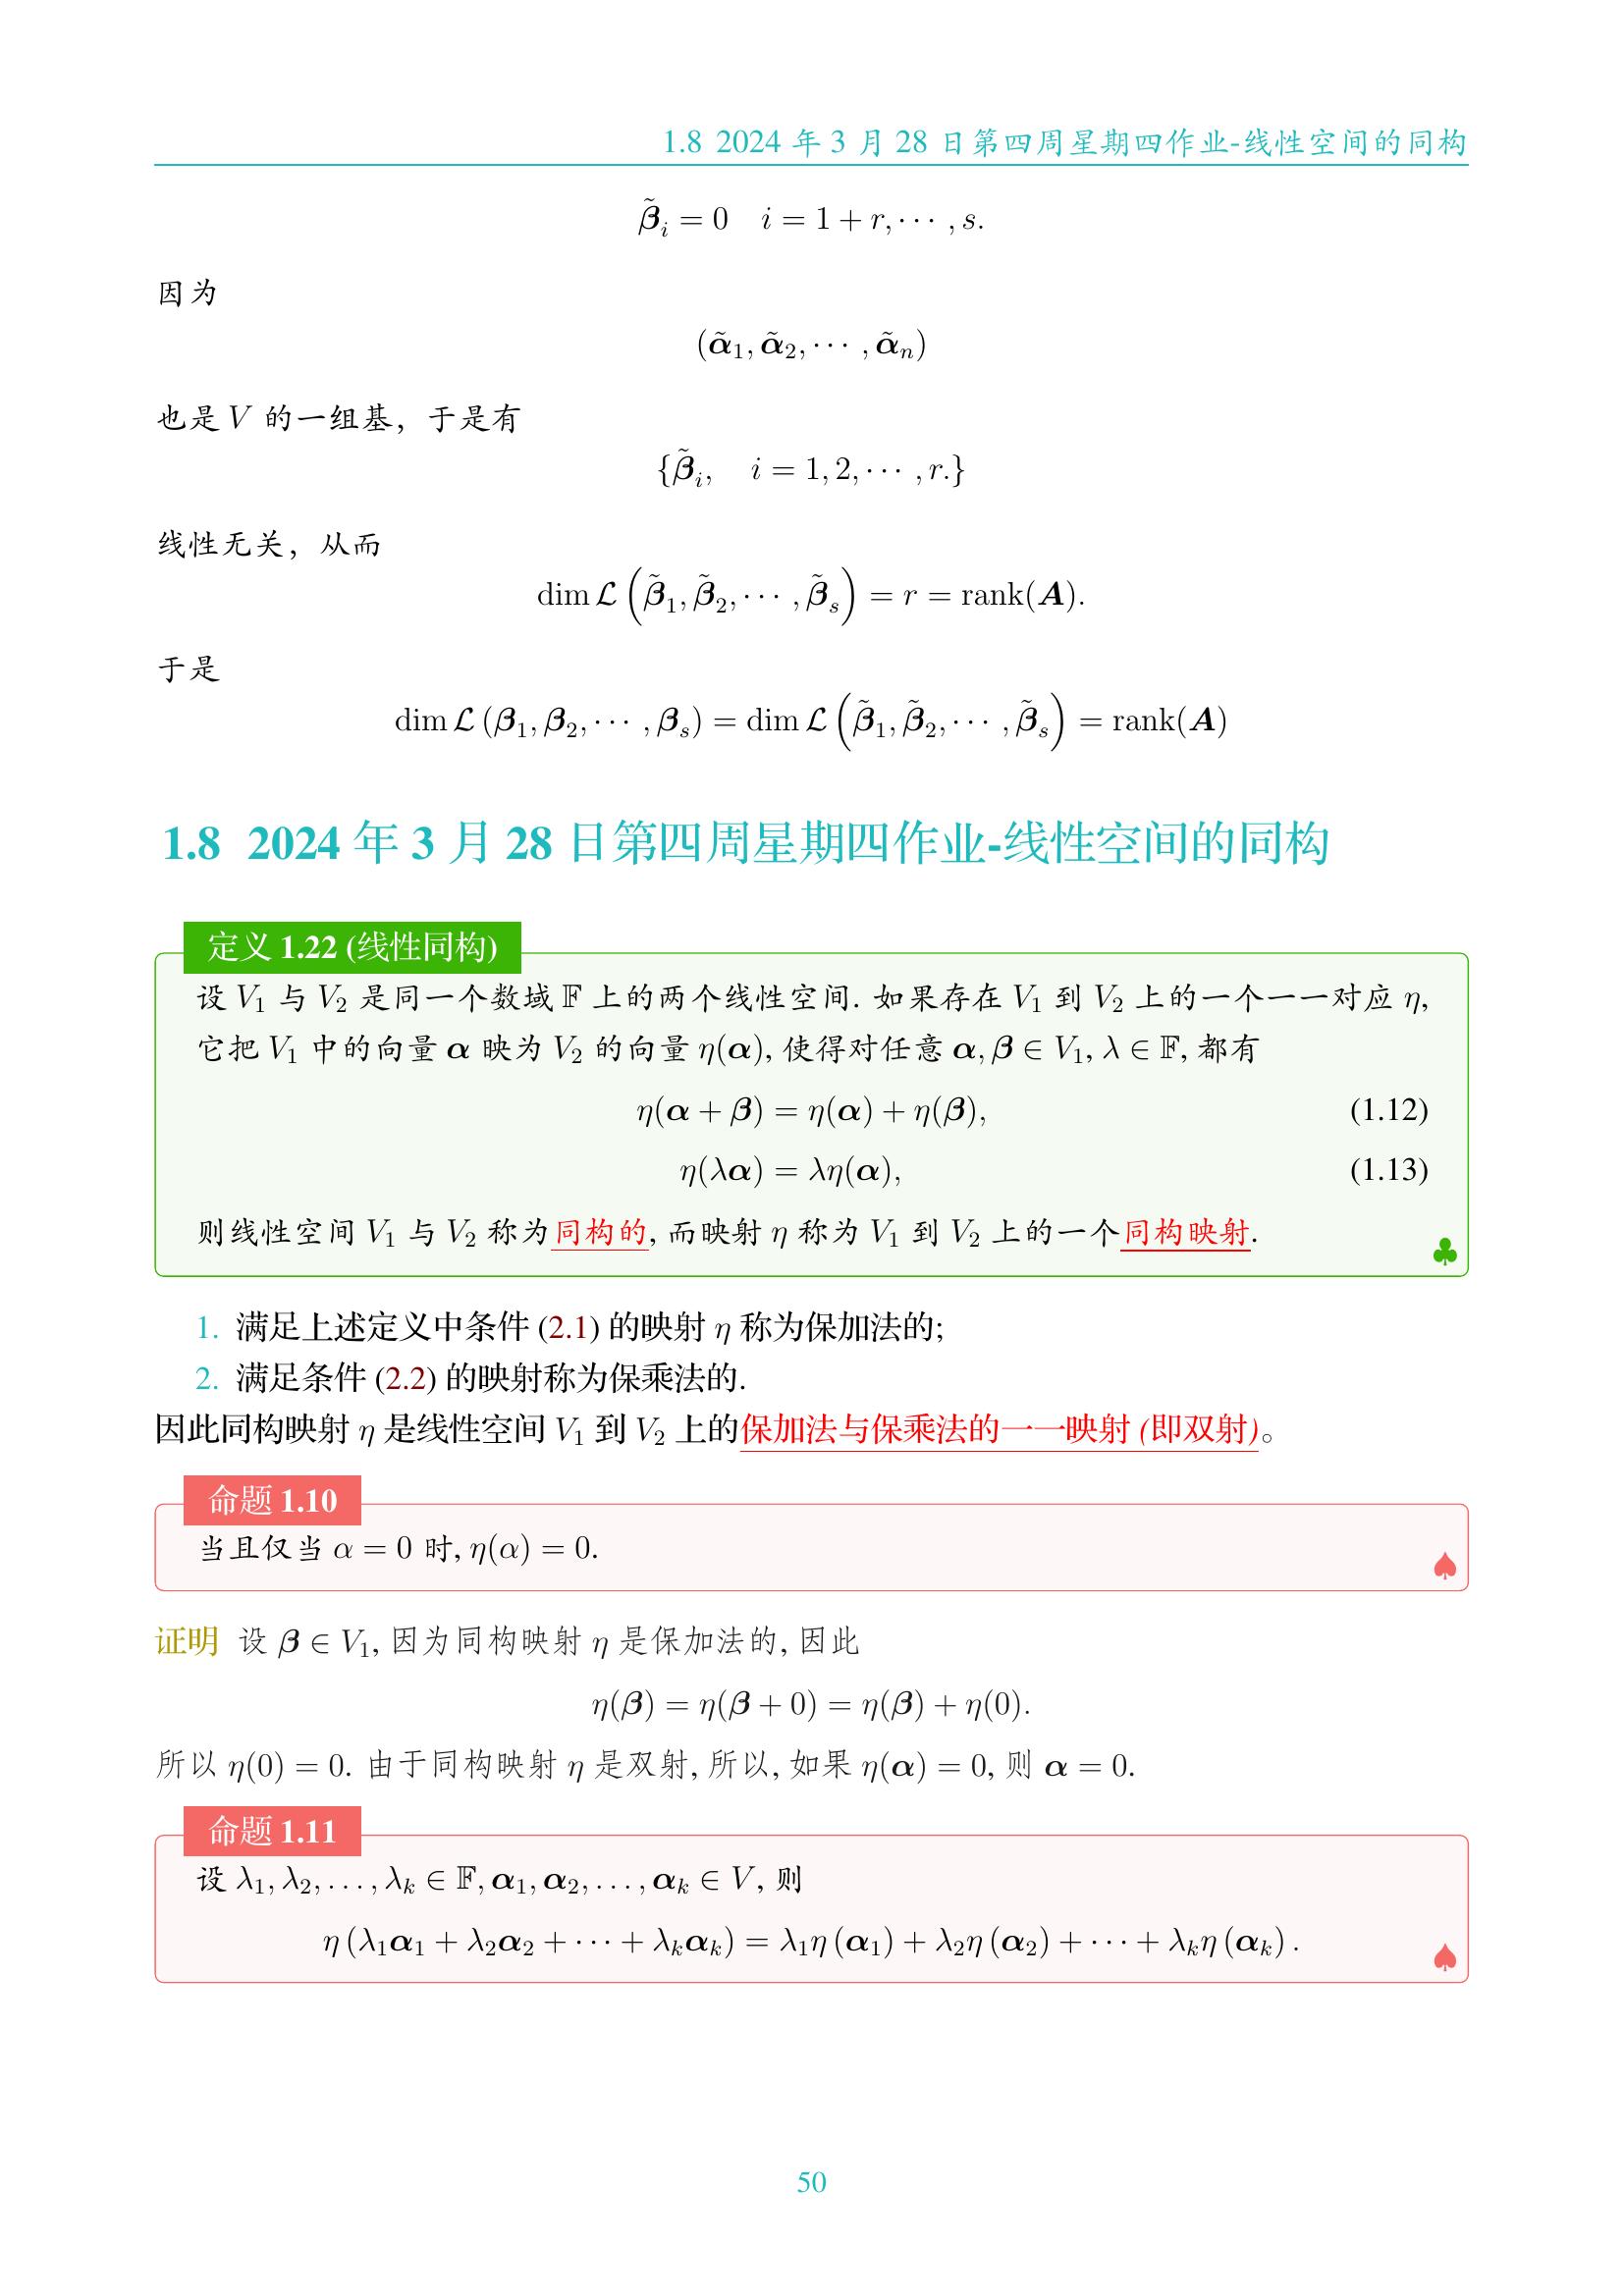 1.8 2024 年 3 月 28 日第四周星期四作业-线性空间的同构
$\tilde{\boldsymbol{\beta}}_i = 0 \quad i = 1 + r, \cdots, s.$
因为
$(\tilde{\boldsymbol{\alpha}}_1, \tilde{\boldsymbol{\alpha}}_2, \cdots, \tilde{\boldsymbol{\alpha}}_n)$
也是 $V$ 的一组基，于是有
$\{\tilde{\boldsymbol{\beta}}_i, \quad i = 1, 2, \cdots, r.\}$
线性无关，从而
$\dim \mathcal{L}\left(\tilde{\boldsymbol{\beta}}_1, \tilde{\boldsymbol{\beta}}_2, \cdots, \tilde{\boldsymbol{\beta}}_s\right) = r = \operatorname{rank}(\boldsymbol{A}).$
于是
$\dim \mathcal{L}(\boldsymbol{\beta}_1, \boldsymbol{\beta}_2, \cdots, \boldsymbol{\beta}_s) = \dim \mathcal{L}\left(\tilde{\boldsymbol{\beta}}_1, \tilde{\boldsymbol{\beta}}_2, \cdots, \tilde{\boldsymbol{\beta}}_s\right) = \operatorname{rank}(\boldsymbol{A})$
1.8 2024 年 3 月 28 日第四周星期四作业-线性空间的同构
定义 1.22 (线性同构)
设 $V_1$ 与 $V_2$ 是同一个数域 $\mathbb{F}$ 上的两个线性空间. 如果存在 $V_1$ 到 $V_2$ 上的一个一一对应 $\eta$,
它把 $V_1$ 中的向量 $\boldsymbol{\alpha}$ 映为 $V_2$ 的向量 $\eta(\boldsymbol{\alpha})$, 使得对任意 $\boldsymbol{\alpha}, \boldsymbol{\beta} \in V_1, \lambda \in \mathbb{F}$, 都有
$\eta(\boldsymbol{\alpha} + \boldsymbol{\beta}) = \eta(\boldsymbol{\alpha}) + \eta(\boldsymbol{\beta}),$ (1.12)
$\eta(\lambda\boldsymbol{\alpha}) = \lambda\eta(\boldsymbol{\alpha}),$ (1.13)
则线性空间 $V_1$ 与 $V_2$ 称为同构的, 而映射 $\eta$ 称为 $V_1$ 到 $V_2$ 上的一个同构映射.
♣
1. 满足上述定义中条件 (2.1) 的映射 $\eta$ 称为保加法的;
2. 满足条件 (2.2) 的映射称为保乘法的.
因此同构映射 $\eta$ 是线性空间 $V_1$ 到 $V_2$ 上的保加法与保乘法的一一映射 (即双射)。
命题 1.10
当且仅当 $\alpha = 0$ 时, $\eta(\alpha) = 0$.
♠
证明 设 $\boldsymbol{\beta} \in V_1$, 因为同构映射 $\eta$ 是保加法的, 因此
$\eta(\boldsymbol{\beta}) = \eta(\boldsymbol{\beta} + 0) = \eta(\boldsymbol{\beta}) + \eta(0).$
所以 $\eta(0) = 0$. 由于同构映射 $\eta$ 是双射, 所以, 如果 $\eta(\boldsymbol{\alpha}) = 0$, 则 $\boldsymbol{\alpha} = 0$.
命题 1.11
设 $\lambda_1, \lambda_2, \ldots, \lambda_k \in \mathbb{F}, \boldsymbol{\alpha}_1, \boldsymbol{\alpha}_2, \ldots, \boldsymbol{\alpha}_k \in V$, 则
$\eta(\lambda_1\boldsymbol{\alpha}_1 + \lambda_2\boldsymbol{\alpha}_2 + \cdots + \lambda_k\boldsymbol{\alpha}_k) = \lambda_1\eta(\boldsymbol{\alpha}_1) + \lambda_2\eta(\boldsymbol{\alpha}_2) + \cdots + \lambda_k\eta(\boldsymbol{\alpha}_k).$
♠
50